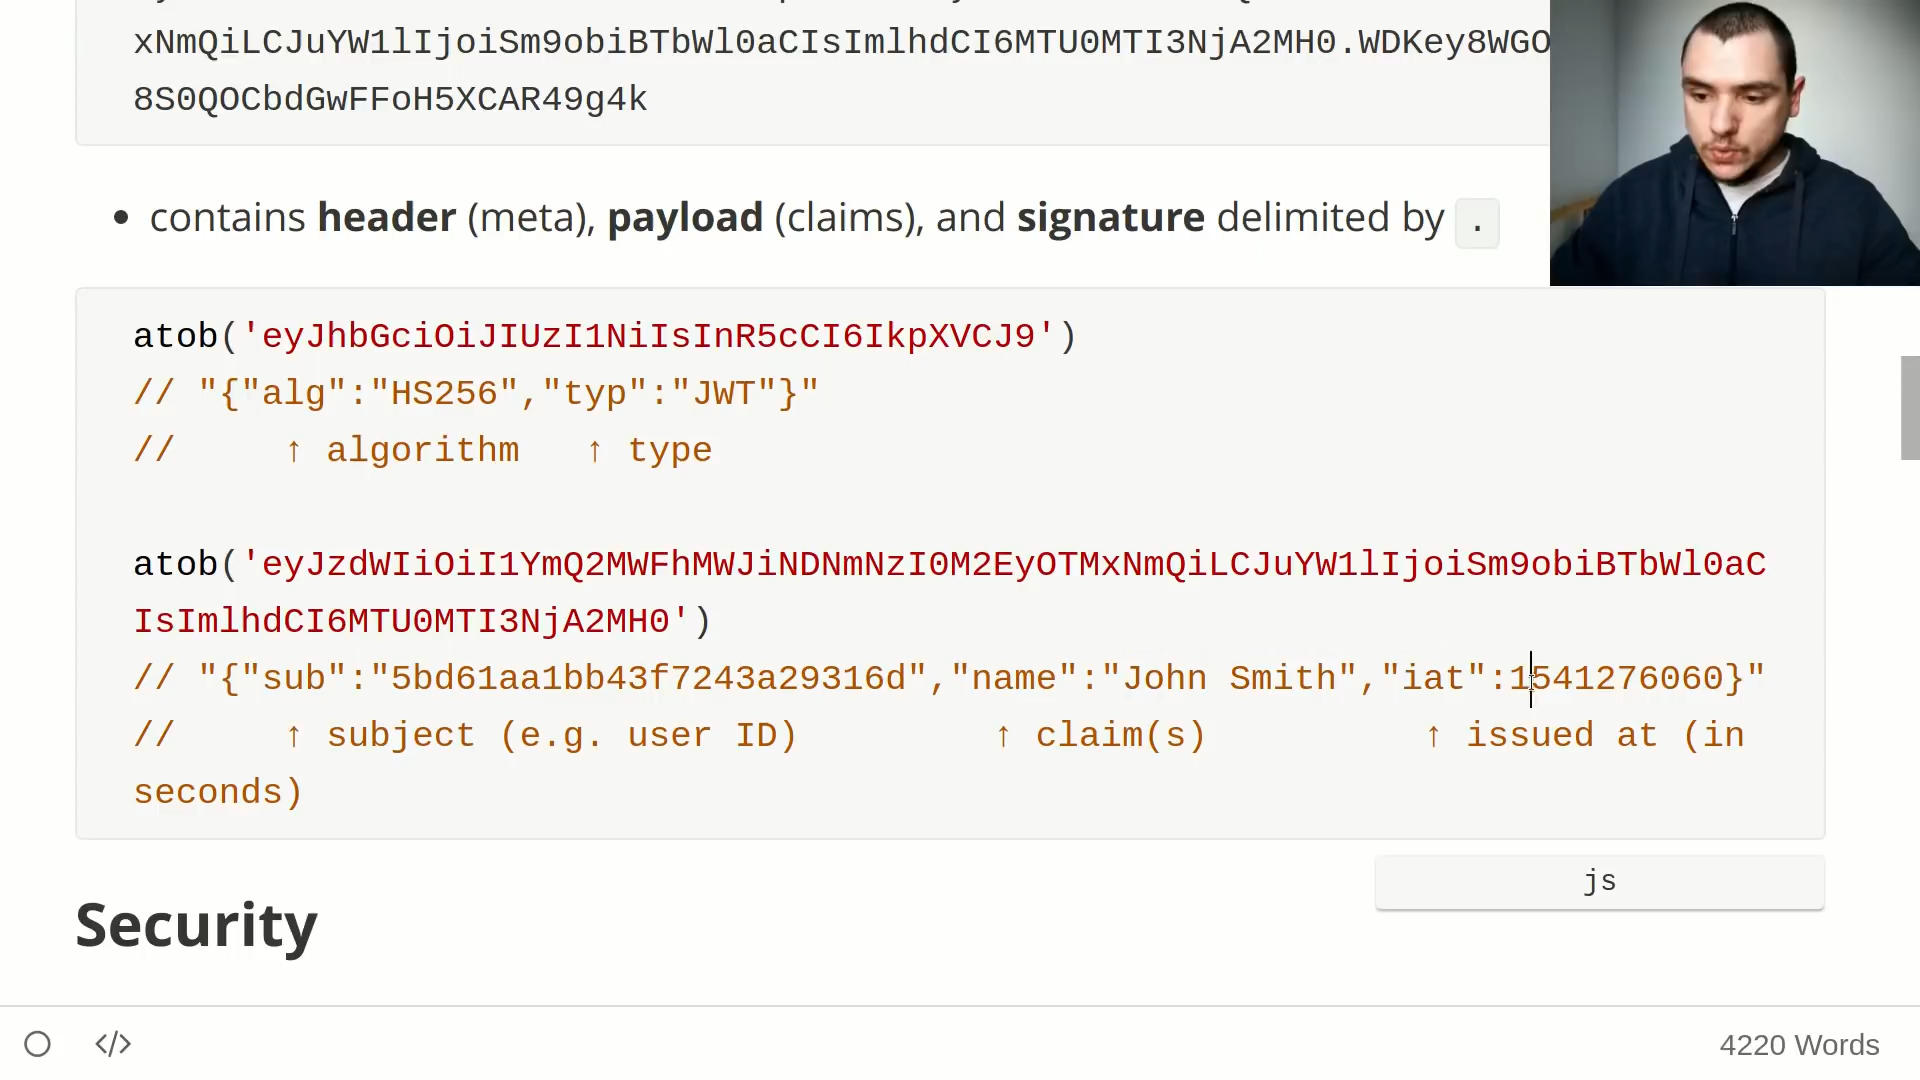 xNmQiLCJuYW1lIjoiSm9obiBTbWl0aCIsImlhdCI6MTU0MTI3NjA2MH0.WDKey8WGO
8S0QOCbdGwFFoH5XCAR49g4k
• contains header (meta), payload (claims), and signature delimited by .
atob('eyJhbGciOiJIUzI1NiIsInR5cCI6IkpXVCJ9')
// "{"alg":"HS256","typ":"JWT"}"
//     ↑ algorithm   ↑ type
atob('eyJzdWIiOiI1YmQ2MWFhMWJiNDNmNzI0M2EyOTMxNmQiLCJuYW1lIjoiSm9obiBTbWl0aC
IsImlhdCI6MTU0MTI3NjA2MH0')
// "{"sub":"5bd61aa1bb43f7243a29316d","name":"John Smith","iat":1541276060}"
//     ↑ subject (e.g. user ID)         ↑ claim(s)          ↑ issued at (in
seconds)
js
Security
</> 4220 Words